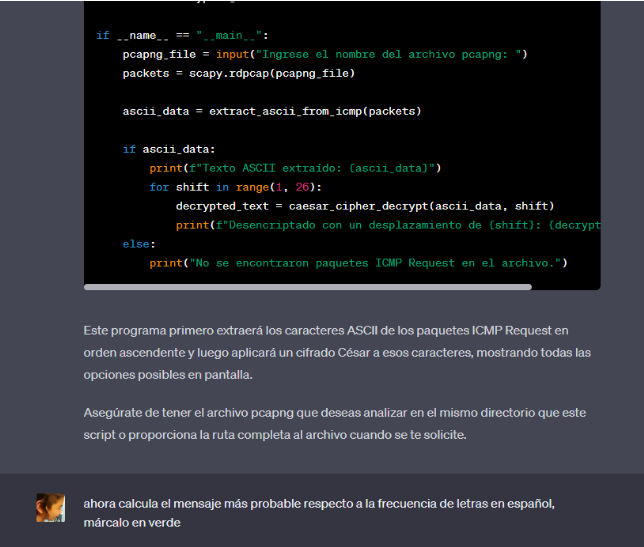 if __name__ == "__main__":
pcapng_file = input("Ingrese el nombre del archivo pcapng: ")
packets = scapy.rdpcap(pcapng_file)
ascii_data = extract_ascii_from_icmp(packets)
if ascii_data:
print(f"Texto ASCII extraído: {ascii_data}")
for shift in range(1, 26):
decrypted_text = caesar_cipher_decrypt(ascii_data, shift)
print(f"Desencriptado con un desplazamiento de {shift}: {decrypt
else:
print("No se encontraron paquetes ICMP Request en el archivo.")
Este programa primero extraerá los caracteres ASCII de los paquetes ICMP Request en
orden ascendente y luego aplicará un cifrado César a esos caracteres, mostrando todas las
opciones posibles en pantalla.
Asegúrate de tener el archivo pcapng que deseas analizar en el mismo directorio que este
script o proporciona la ruta completa al archivo cuando se te solicite.
ahora calcula el mensaje más probable respecto a la frecuencia de letras en español,
márcalo en verde